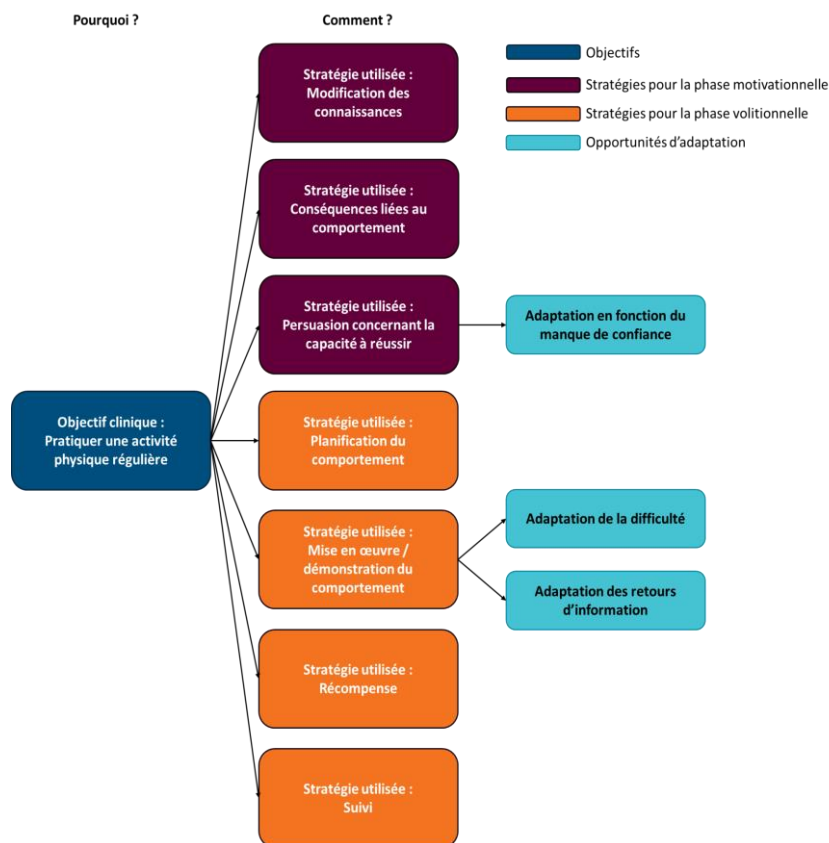 Pourquoi ?
Comment ?
Objectifs
Stratégies pour la phase motivationnelle
Stratégies pour la phase volitionnelle
Opportunités d'adaptation
Stratégie utilisée :
Modification des
connaissances
Stratégie utilisée :
Conséquences liées au
comportement
Stratégie utilisée :
Persuasion concernant la
capacité à réussir
Adaptation en fonction du
manque de confiance
Objectif clinique :
Pratiquer une activité
physique régulière
Stratégie utilisée :
Planification du
comportement
Stratégie utilisée :
Mise en œuvre /
démonstration du
comportement
Adaptation de la difficulté
Adaptation des retours
d'information
Stratégie utilisée :
Récompense
Stratégie utilisée :
Suivi